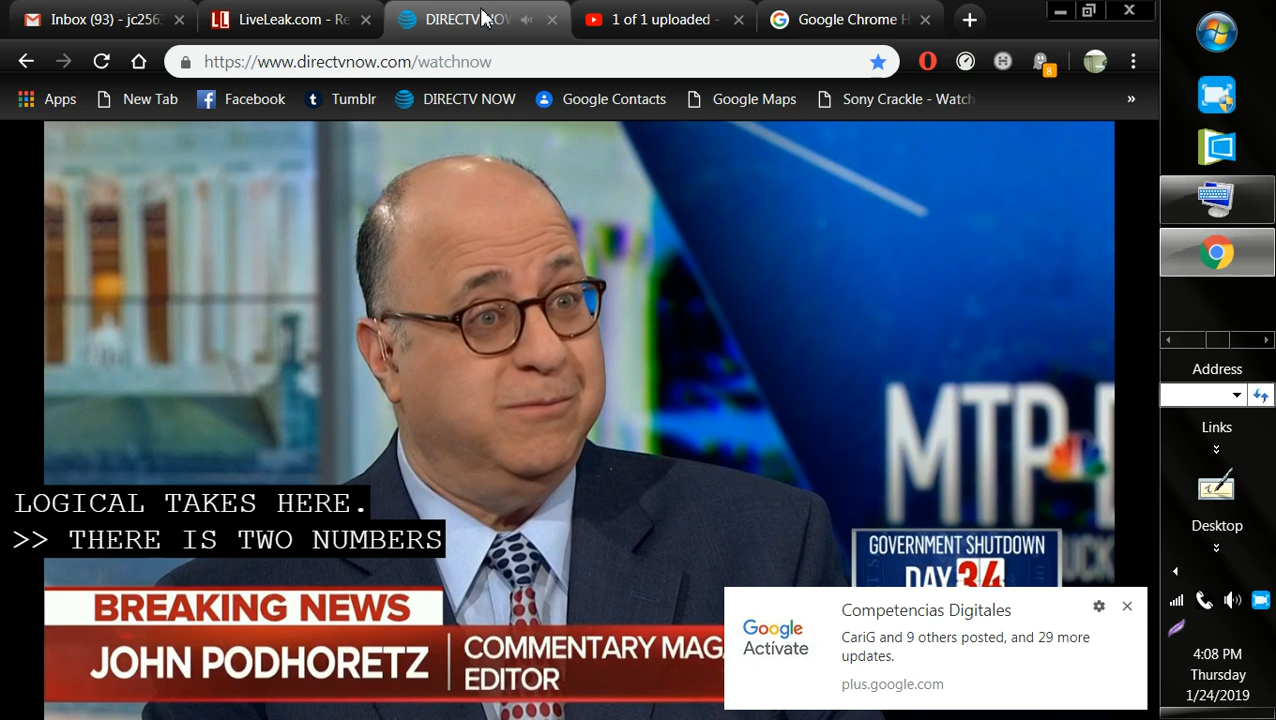 Inbox (93) - jc256
LiveLeak.com - Re
DIRECTV NOW
1 of 1 uploaded -
Google Chrome H
https://www.directvnow.com/watchnow
8
Apps
New Tab
Facebook
Tumblr
DIRECTV NOW
Google Contacts
Google Maps
Sony Crackle - Watch
»
MTP
LOGICAL TAKES HERE.
>> THERE IS TWO NUMBERS
GOVERNMENT SHUTDOWN
DAY 34
BREAKING NEWS
JOHN PODHORETZ
COMMENTARY MAGA
EDITOR
Google
Activate
Competencias Digitales
CariG and 9 others posted, and 29 more
updates.
plus.google.com
Address
Links
Desktop
4:08 PM
Thursday
1/24/2019